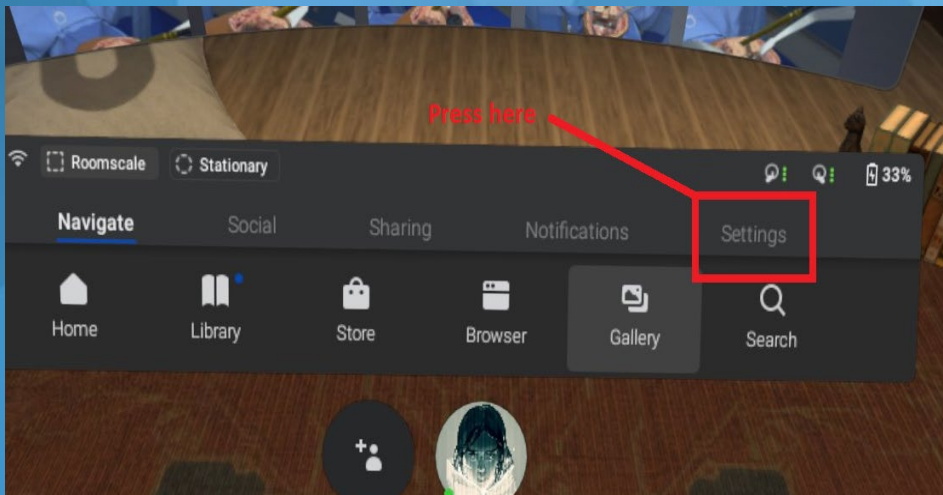 Press here
Roomscale Stationary 33%
Navigate Social Sharing Notifications Settings
Home Library Store Browser Gallery Search